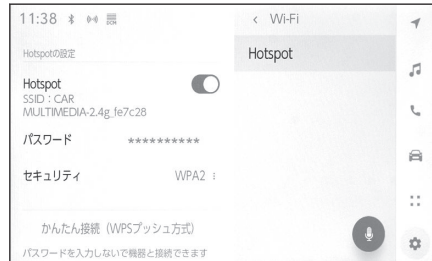 11:38
Hotspotの設定
Hotspot
SSID：CAR
MULTIMEDIA-2.4g_fe7c28
パスワード **********
セキュリティ WPA2
かんたん接続（WPSプッシュ方式）
パスワードを入力しないで機器と接続できます
< Wi-Fi
Hotspot